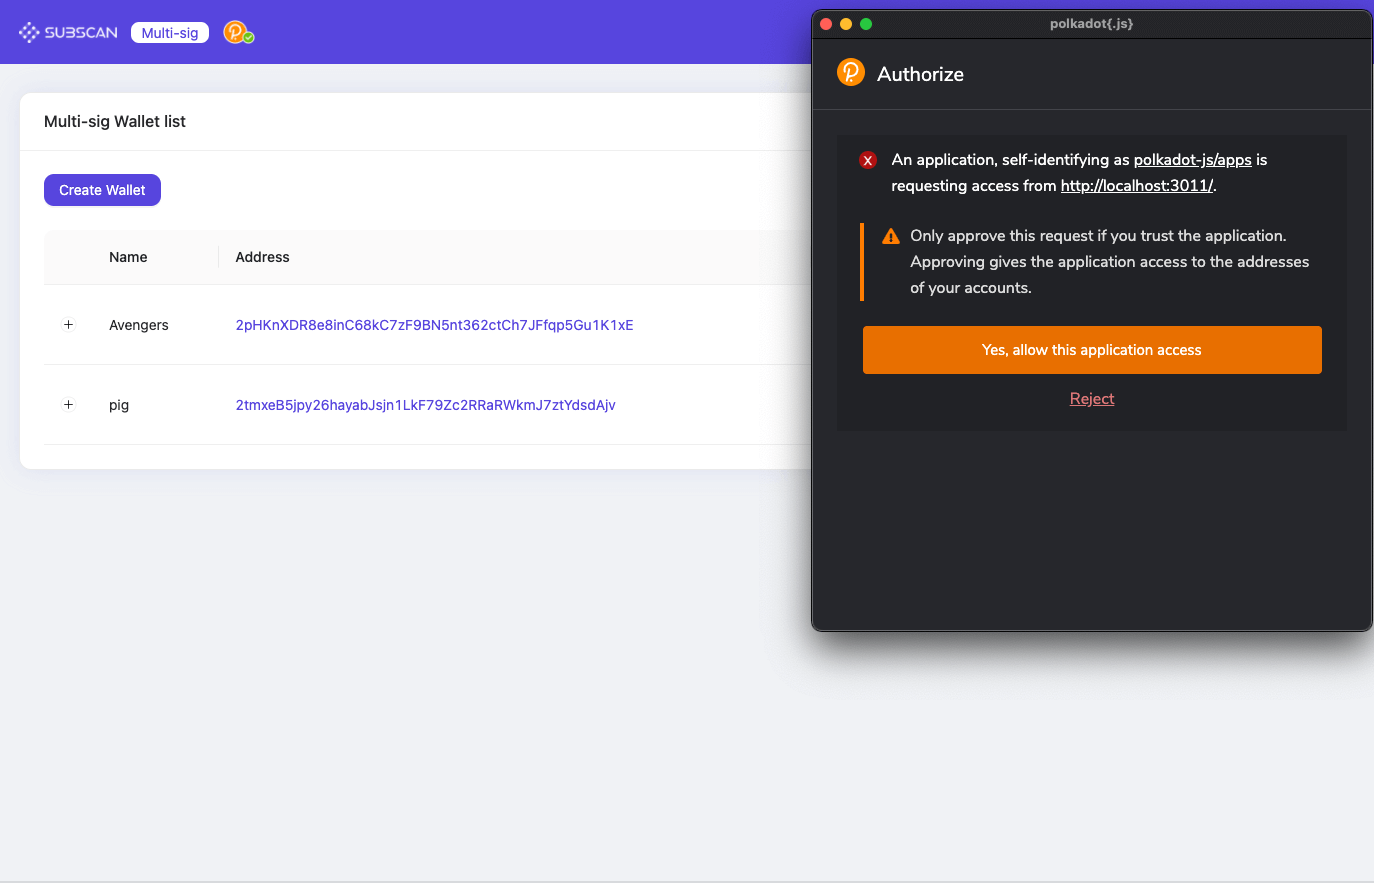 SUBSCAN Multi-sig
Multi-sig Wallet list
Create Wallet
Name Address
+ Avengers 2pHKnXDR8e8inC68kC7zF9BN5nt362ctCh7JFfqp5Gu1K1xE
+ pig 2tmxeB5jpy26hayabJsjn1LkF79Zc2RRaRWkmJ7ztYdsdAjv
polkadot{.js}
Authorize
X An application, self-identifying as polkadot-js/apps is
requesting access from http://localhost:3011/.
Only approve this request if you trust the application.
Approving gives the application access to the addresses
of your accounts.
Yes, allow this application access
Reject